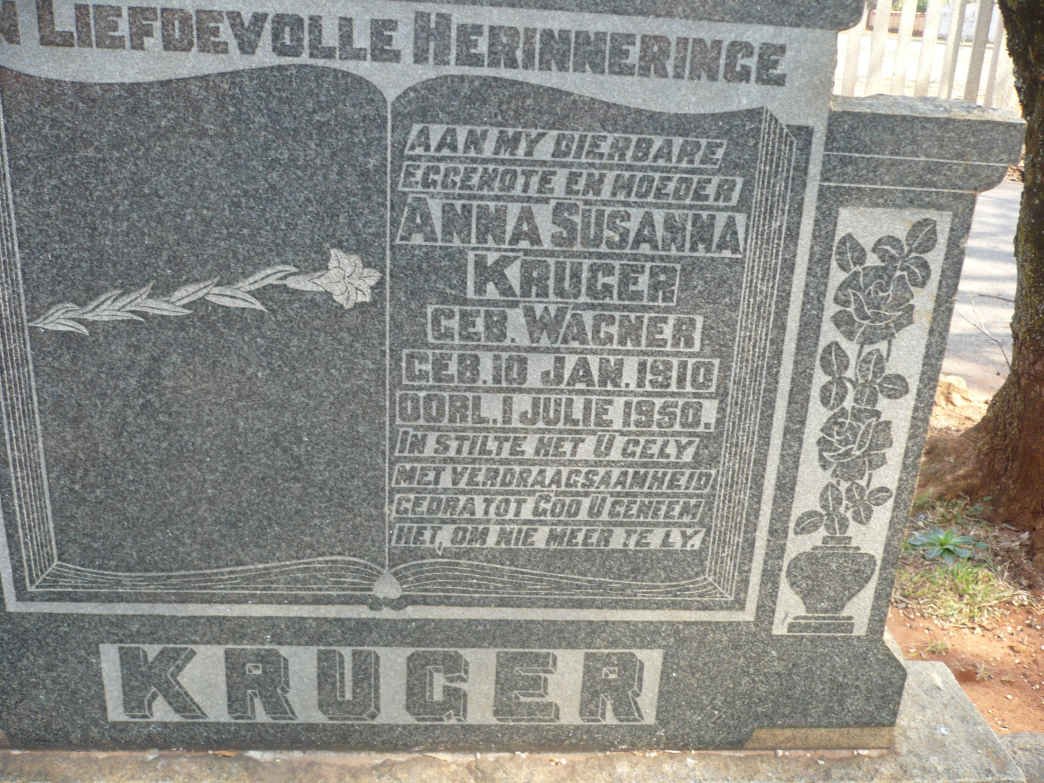 N LIEFDEVOLLE HERINNERINGE
AAN MY DIERBARE
EGGENOTE EN MOEDER
ANNA SUSANNA
KRUGER
GEB. WAGNER
GEB. 10 JAN. 1910
OORL. 1 JULIE 1950.
IN STILTE HET U GELY
MET VERDRAAGSAAMHEID
GEDRA TOT GOD U GENEEM
HET, OM NIE MEER TE LY.
KRUGER